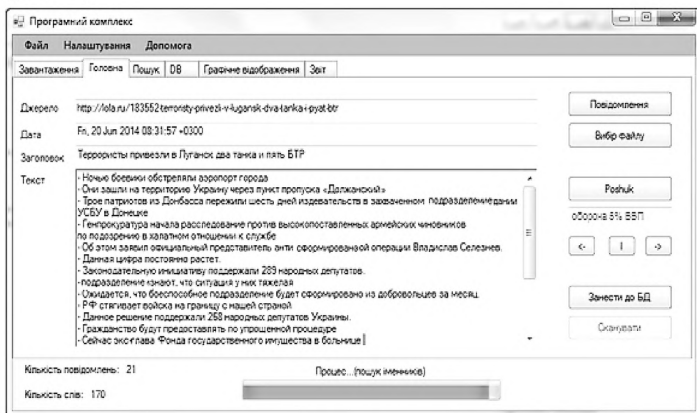 Програмний комплекс
Файл Налаштування Допомога
Завантаження Головна Пошук DB Графічне відображення Звіт
Джерело http://lola.ru/183552-terroristy-privezli-v-lugansk-dva-tanka-i-pyat-btr
Повідомлення
Дата Fri, 20 Jun 2014 08:31:57 +0300
Вибір файлу
Заголовок Террористы привезли в Луганск два танка и пять БТР
Текст
- Ночью боевики обстреляли аэропорт города
- Они зашли на территорию Украину через пункт пропуска «Должанский»
- Трое патриотов из Донбасса пережили шесть дней издевательств в захваченном подразделениедании
УСБУ в Донецке
- Генпрокуратура начала расследование против высокопоставленных армейских чиновников
по подозрению в халатном отношении к службе
- Об этом заявил официальный представитель анти сформированной операции Владислав Селезнев.
- Данная цифра постоянно растет.
- Законодательную инициативу поддержали 289 народных депутатов.
-подразделение знают, что ситуация у них тяжелая
- Ожидается, что боеспособное подразделение будет сформировано из добровольцев за месяц.
- РФ стягивает войска на границу с нашей страной
- Данное решение поддержали 268 народных депутатов Украины.
- Гражданство будут предоставлять по упрощенной процедуре
- Сейчас экс-глава Фонда государственного имущества в больнице
Poshuk
оборона 5% ВВП
<- | ->
Занести до БД
Сканувати
Кількість повідомлень: 21
Процес...(пошук іменників)
Кількість слів: 170